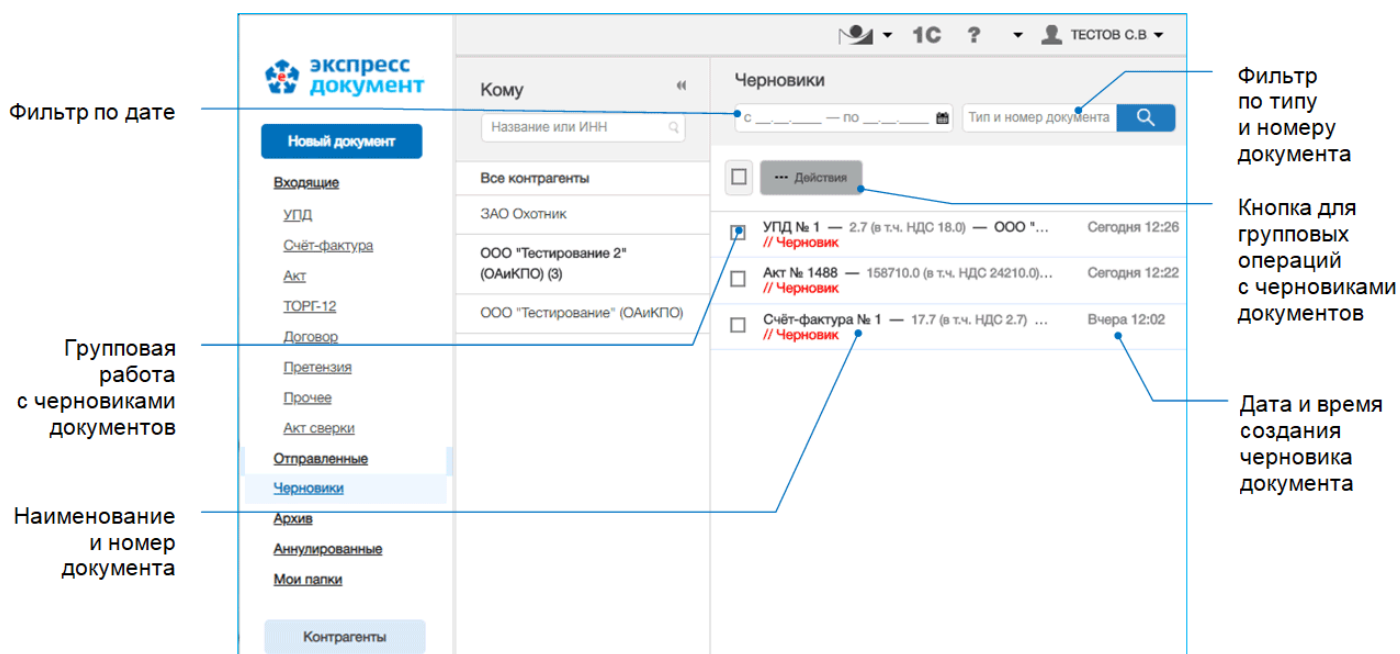 ТЕСТОВ С.В
1С
?
экспресс
документ
е
Новый документ
Входящие
УПД
Счёт-фактура
Акт
ТОРГ-12
Договор
Претензия
Прочее
Акт сверки
Отправленные
Черновики
Архив
Аннулированные
Мои папки
Контрагенты
Кому
Название или ИНН
Все контрагенты
ЗАО Охотник
ООО "Тестирование 2"
(ОАиКПО) (3)
ООО "Тестирование" (ОАиКПО)
Черновики
с __.__.____ — по __.__.____
Тип и номер документа
••• Действия
УПД № 1 — 2.7 (в т.ч. НДС 18.0) — ООО "... Сегодня 12:26
// Черновик
Акт № 1488 — 158710.0 (в т.ч. НДС 24210.0)... Сегодня 12:22
// Черновик
Счёт-фактура № 1 — 17.7 (в т.ч. НДС 2.7) ... Вчера 12:02
// Черновик
Фильтр по дате
Групповая
работа
с черновиками
документов
Наименование
и номер
документа
Фильтр
по типу
и номеру
документа
Кнопка для
групповых
операций
с черновиками
документов
Дата и время
создания
черновика
документа